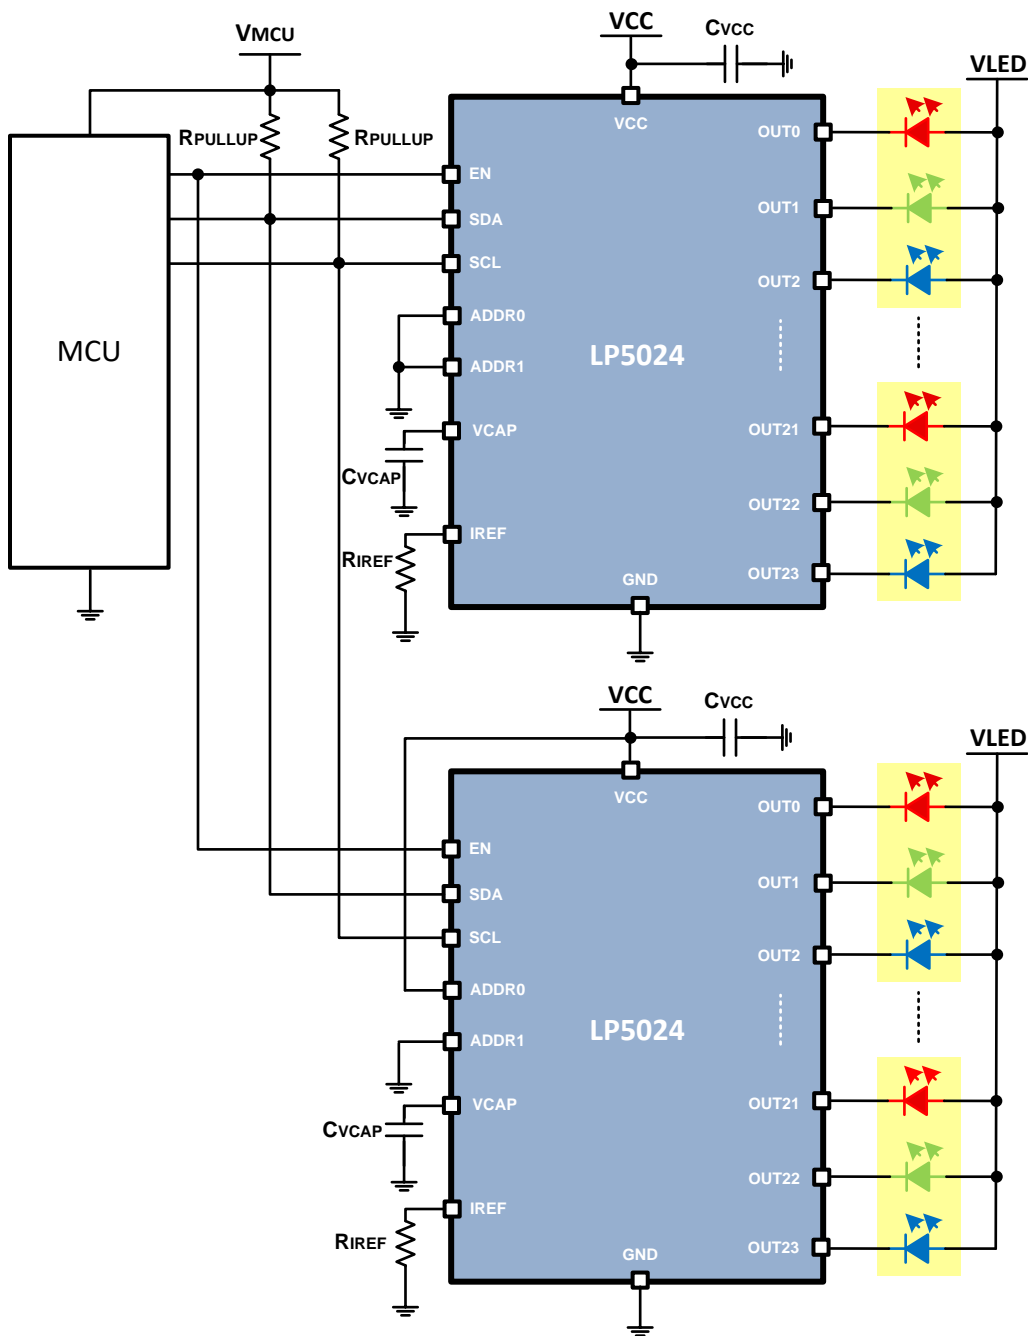 VMCU
VCC
CVCC
VLED
RPULLUP
RPULLUP
VCC
OUT0
EN
SDA
OUT1
SCL
OUT2
ADDR0
MCU
LP5024
ADDR1
VCAP
OUT21
CVCAP
OUT22
IREF
RIREF
GND
OUT23
VCC
CVCC
VLED
VCC
OUT0
EN
OUT1
SDA
SCL
OUT2
ADDR0
LP5024
ADDR1
VCAP
OUT21
CVCAP
OUT22
IREF
RIREF
GND
OUT23